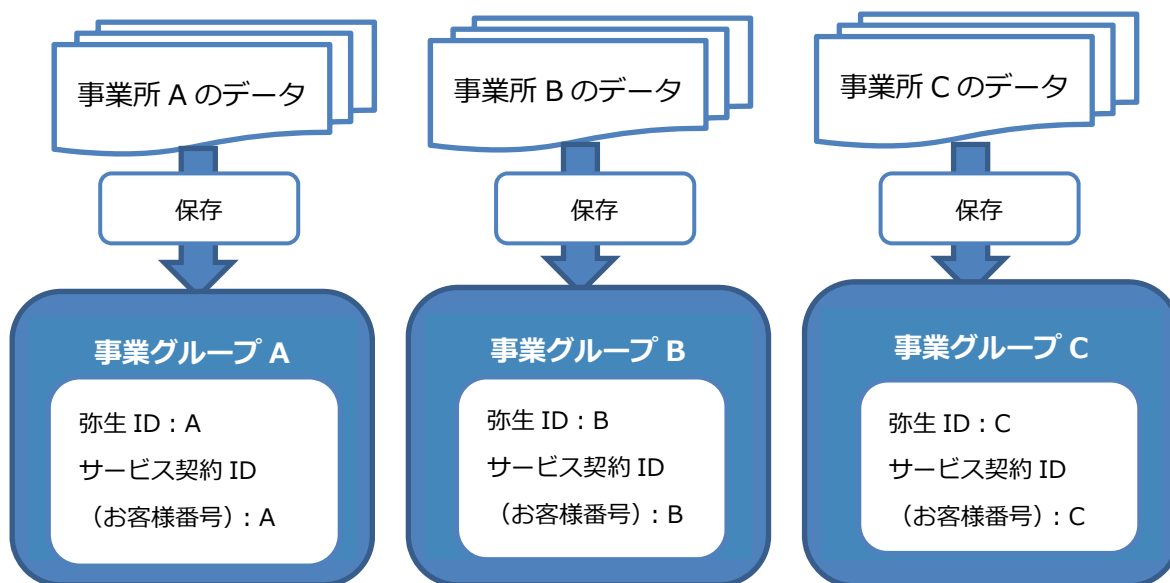 事業所 A のデータ
事業所 B のデータ
事業所 C のデータ
保存
保存
保存
事業グループ A
弥生 ID：A
サービス契約 ID
（お客様番号）：A
事業グループ B
弥生 ID：B
サービス契約 ID
（お客様番号）：B
事業グループ C
弥生 ID：C
サービス契約 ID
（お客様番号）：C